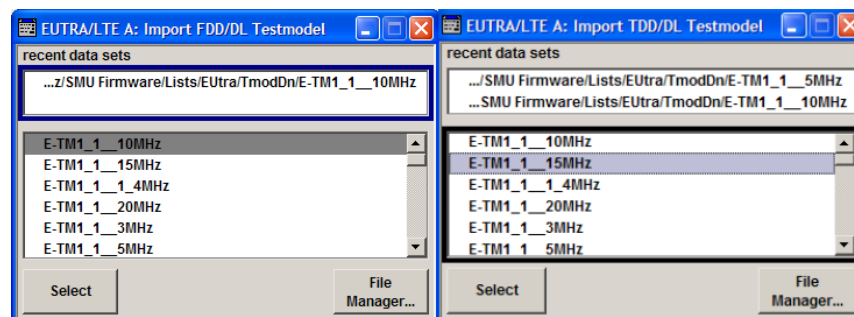 EUTRA/LTE A: Import FDD/DL Testmodel
recent data sets
...z/SMU Firmware/Lists/EUtra/TmodDn/E-TM1_1__10MHz
E-TM1_1__10MHz
E-TM1_1__15MHz
E-TM1_1__1_4MHz
E-TM1_1__20MHz
E-TM1_1__3MHz
E-TM1_1__5MHz
Select
File
Manager...
EUTRA/LTE A: Import TDD/DL Testmodel
recent data sets
.../SMU Firmware/Lists/EUtra/TmodDn/E-TM1_1__5MHz
...SMU Firmware/Lists/EUtra/TmodDn/E-TM1_1__10MHz
E-TM1_1__10MHz
E-TM1_1__15MHz
E-TM1_1__1_4MHz
E-TM1_1__20MHz
E-TM1_1__3MHz
E-TM1_1__5MHz
Select
File
Manager...